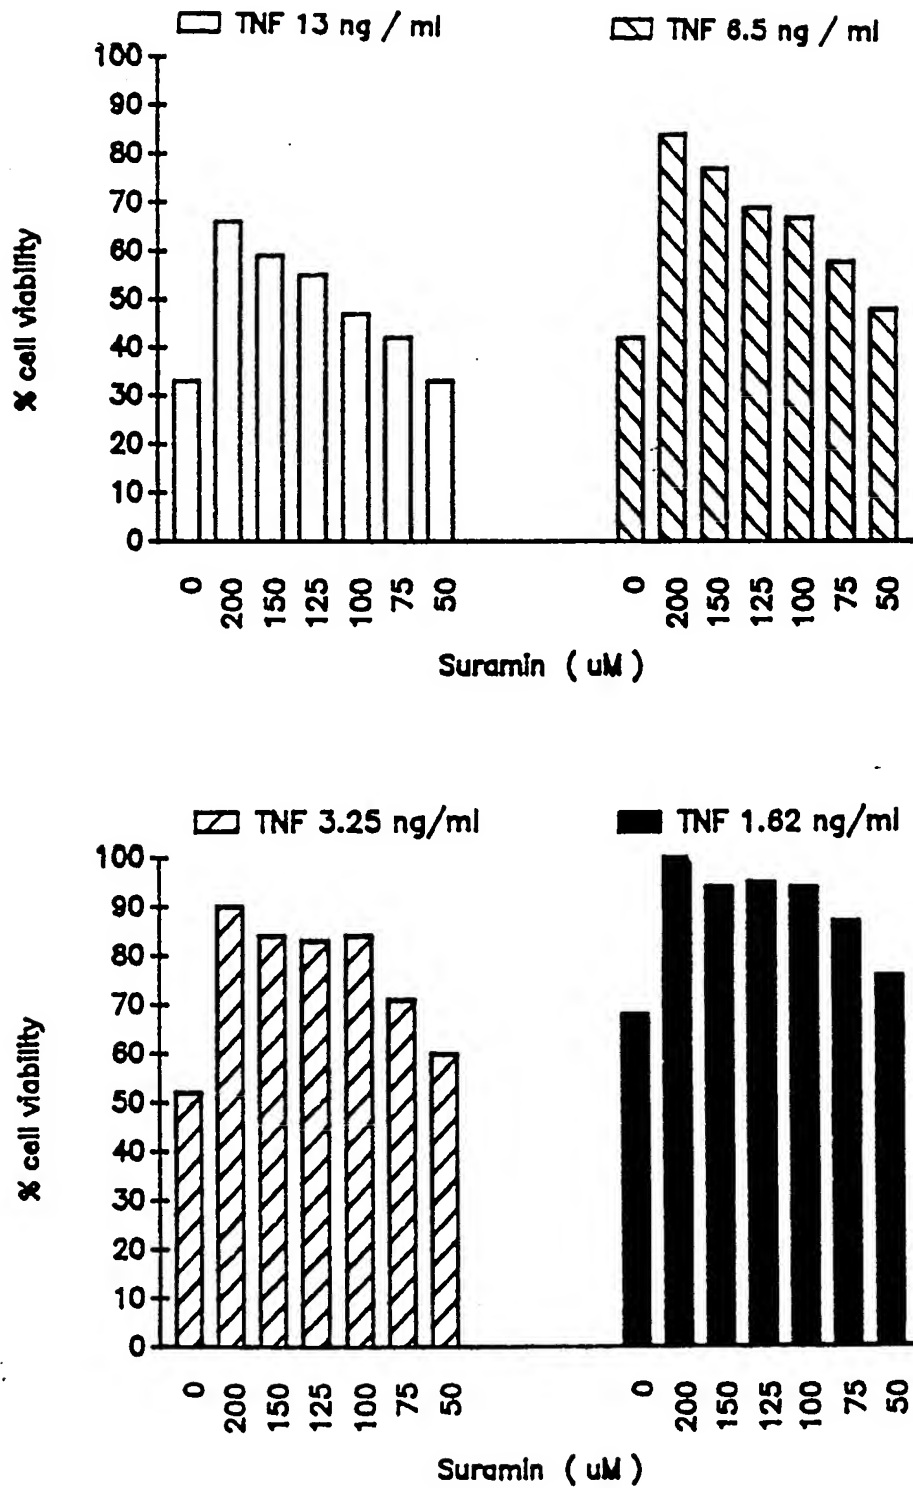 TNF 13 ng / ml
TNF 6.5 ng / ml
100
90
80
70
60
50
40
30
20
10
0
% cell viability
0 200 150 125 100 75 50
0 200 150 125 100 75 50
Suramin ( uM )
TNF 3.25 ng/ml
TNF 1.62 ng/ml
100
90
80
70
60
50
40
30
20
10
0
% cell viability
0 200 150 125 100 75 50
0 200 150 125 100 75 50
Suramin ( uM )